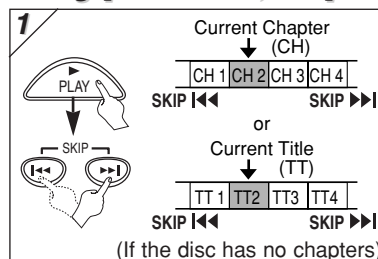 1
Current Chapter
(CH)
PLAY
CH 1 CH 2 CH 3 CH 4
SKIP SKIP
or
SKIP
Current Title
(TT)
TT 1 TT2 TT3 TT4
SKIP SKIP
(If the disc has no chapters)